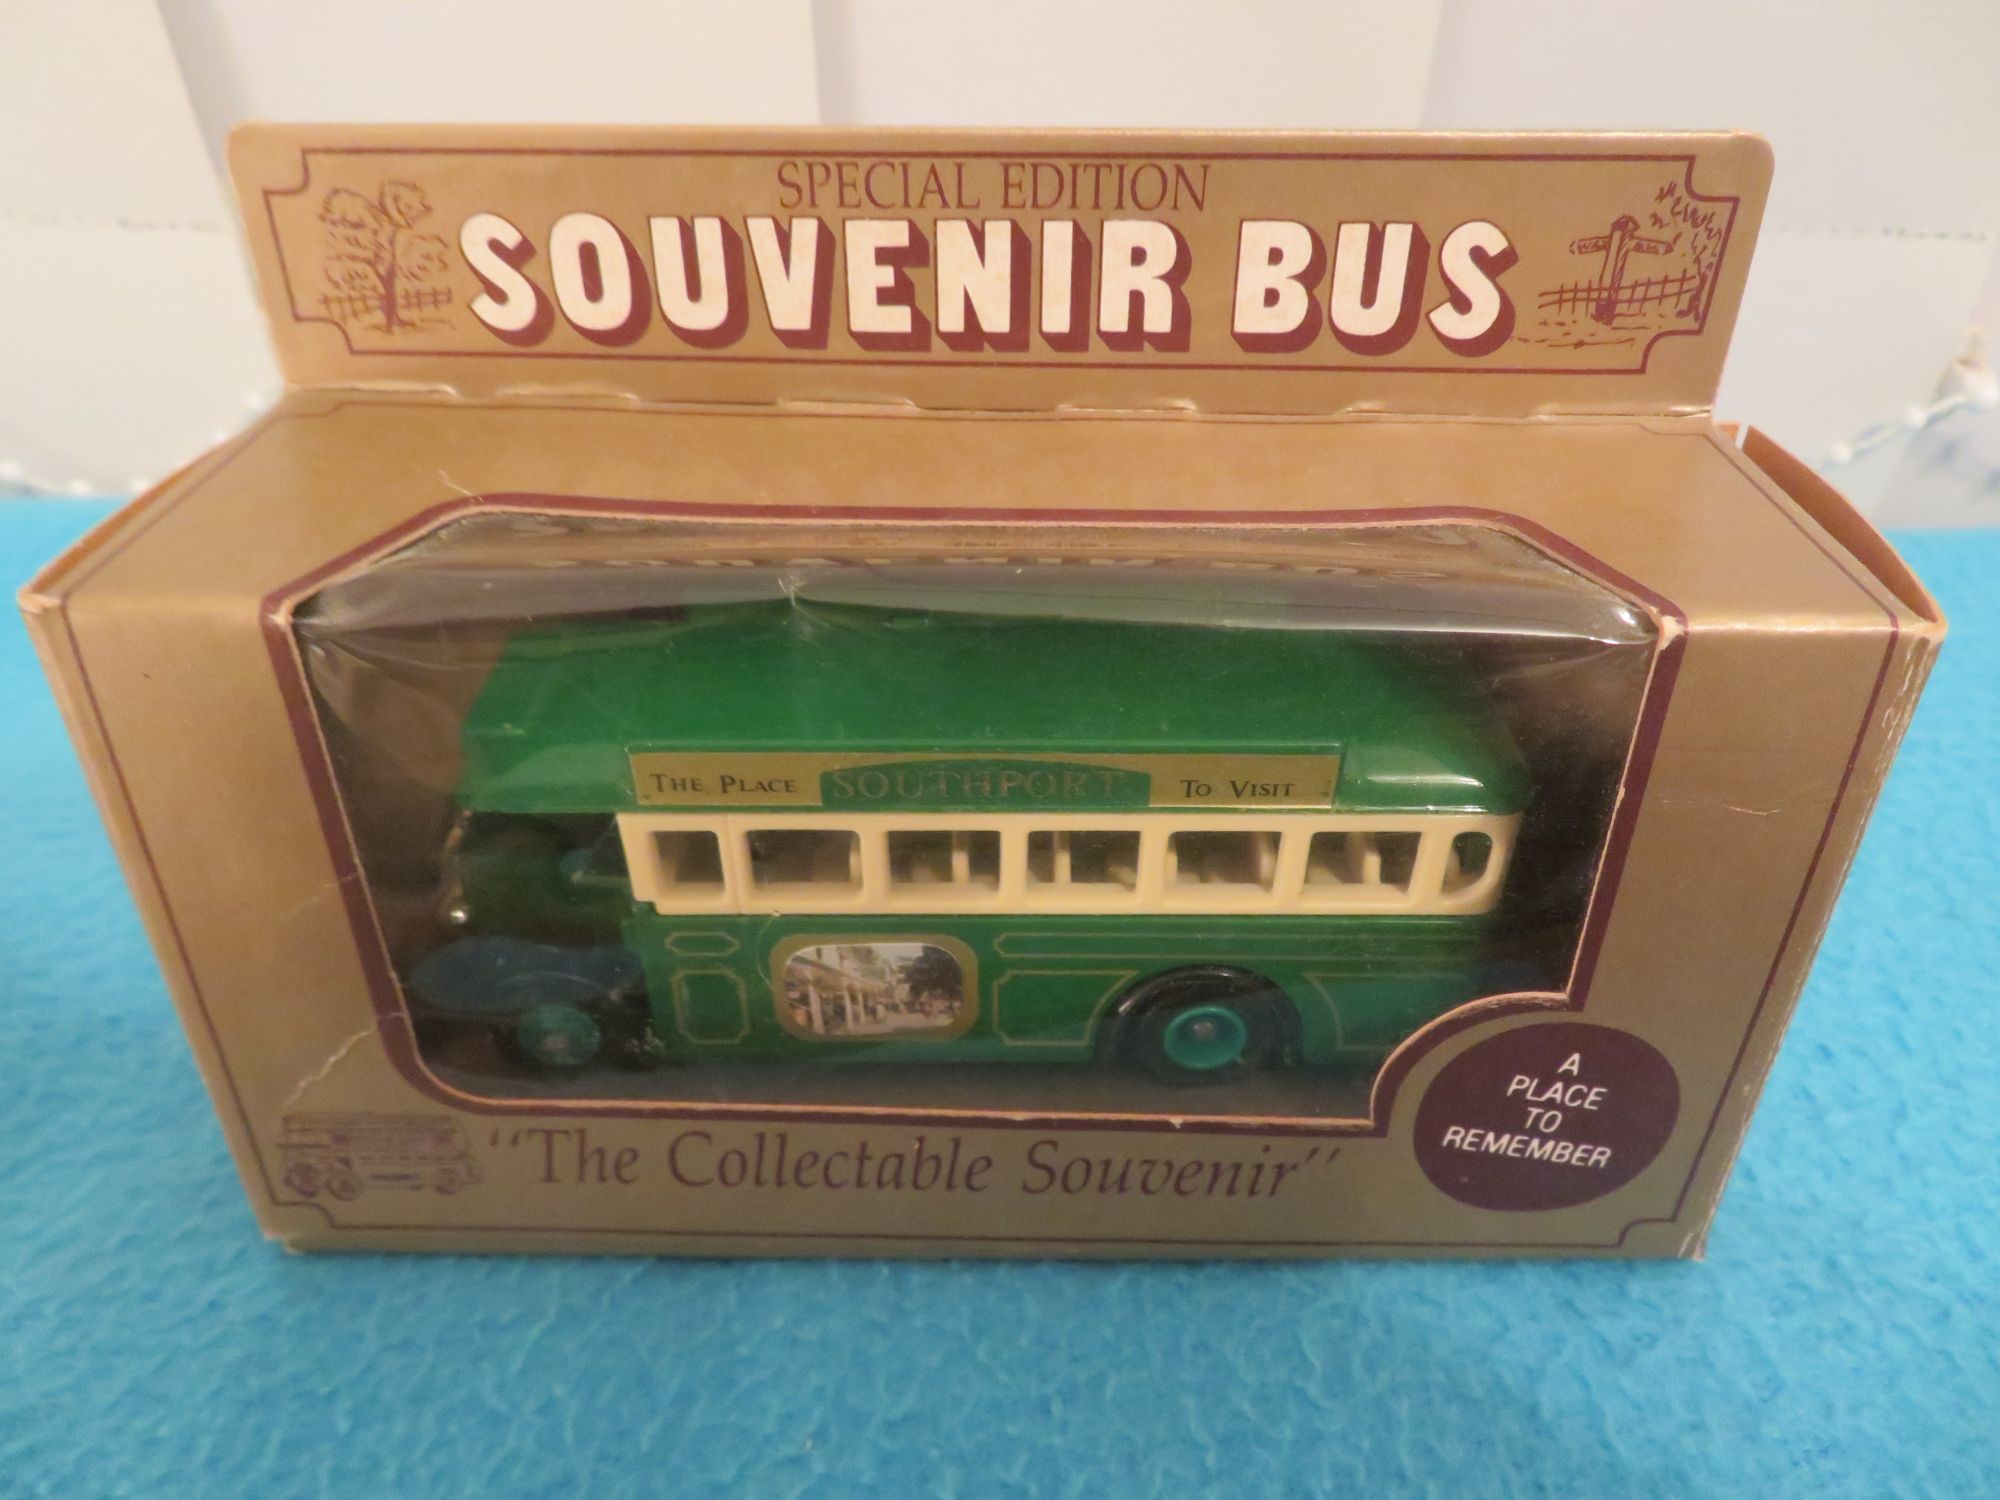 SPECIAL EDITION
SOUVENIR BUS
THE PLACE SOUTHPORT TO VISIT
A
PLACE
TO
REMEMBER
"The Collectable Souvenir"